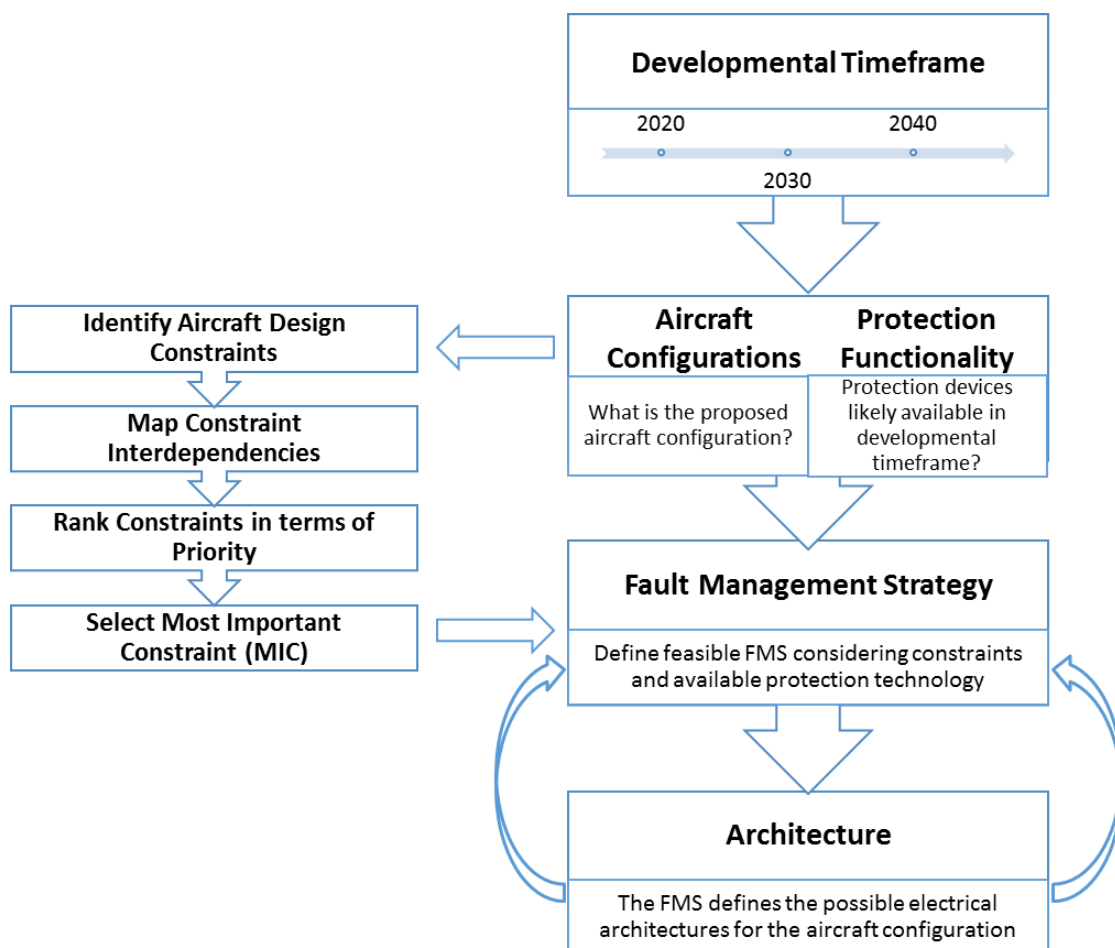 Developmental Timeframe
2020
2040
2030
Aircraft
Configurations
Protection
Functionality
What is the proposed
aircraft configuration?
Protection devices
likely available in
developmental
timeframe?
Identify Aircraft Design
Constraints
Map Constraint
Interdependencies
Rank Constraints in terms of
Priority
Select Most Important
Constraint (MIC)
Fault Management Strategy
Define feasible FMS considering constraints
and available protection technology
Architecture
The FMS defines the possible electrical
architectures for the aircraft configuration